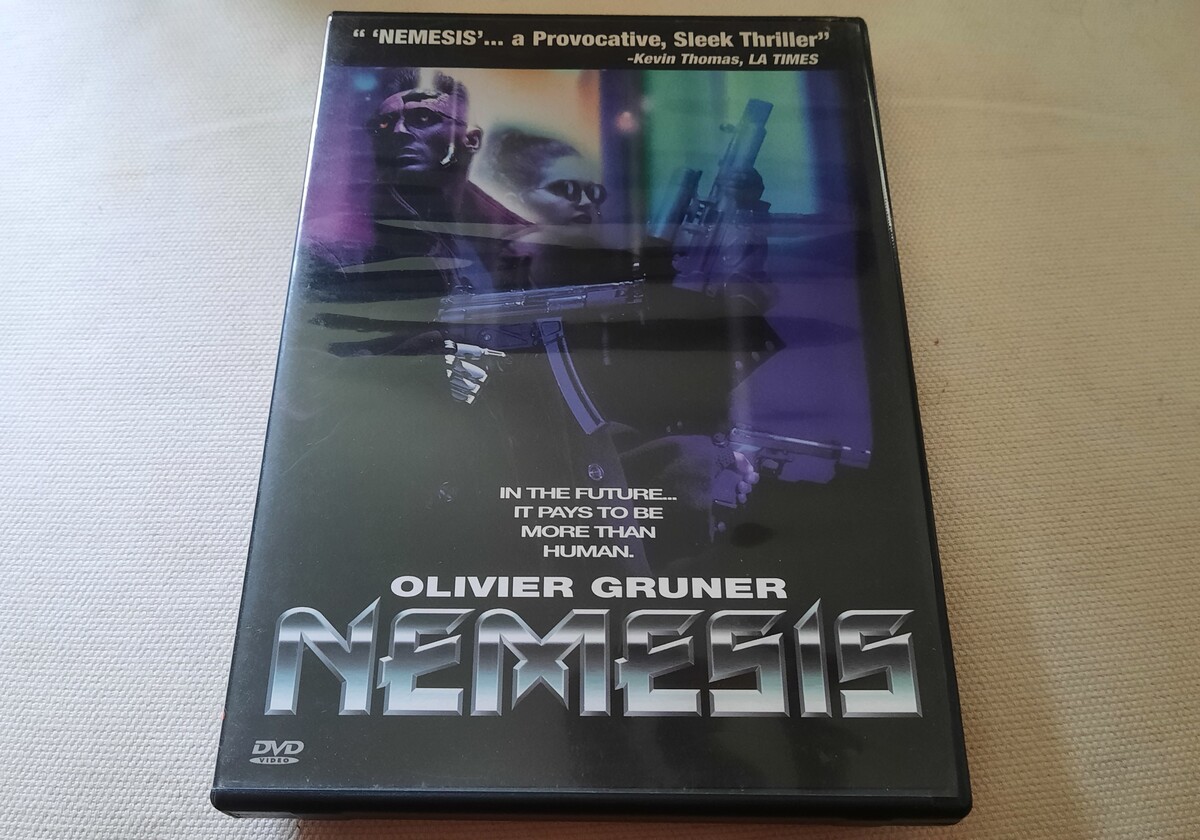 “ ‘NEMESIS’... a Provocative, Sleek Thriller”
-Kevin Thomas, LA TIMES
IN THE FUTURE...
IT PAYS TO BE
MORE THAN
HUMAN.
OLIVIER GRUNER
NEMESIS
DVD
VIDEO